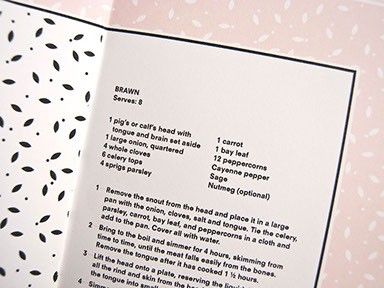 BRAWN
Serves: 8
1 pig's or calf's head with
tongue and brain set aside
1 large onion, quartered
4 whole cloves
6 celery tops
4 sprigs parsley
1 carrot
1 bay leaf
12 peppercorns
Cayenne pepper
Sage
Nutmeg (optional)
1 Remove the snout from the head and place it in a large
pan with the onion, cloves, salt and tongue. Tie the celery,
parsley, carrot, bay leaf, and peppercorns in a cloth and
add to the pan. Cover all with water.
2 Bring to the boil and simmer for 4 hours, skimming from
time to time, until the meat falls easily from the bones.
Remove the tongue after it has cooked 1 ½ hours.
3 Lift the head onto a plate, reserving the liquid
all the rind and skin from the
the tongue into small
4